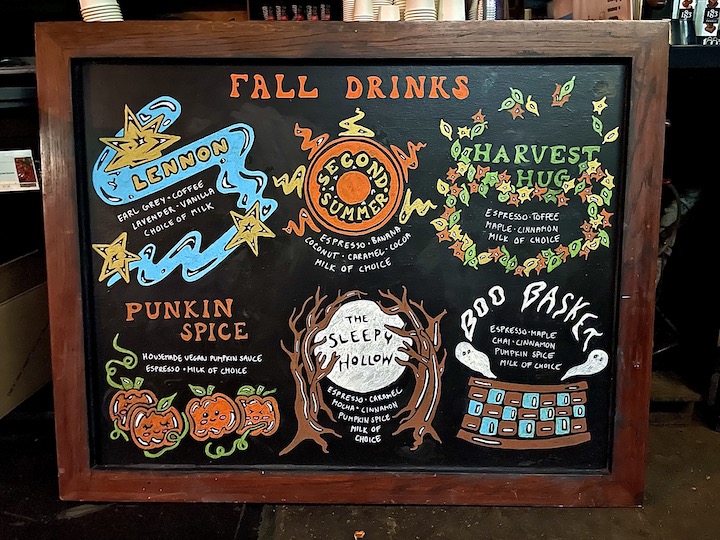 FALL DRINKS
LENNON
EARL GREY · COFFEE
LAVENDER · VANILLA
CHOICE OF MILK
SECOND
SUMMER
ESPRESSO · BANANA
COCONUT · CARAMEL · COCOA
MILK OF CHOICE
HARVEST
HUG
ESPRESSO · TOFFEE
MAPLE · CINNAMON
MILK OF CHOICE
PUNKIN
SPICE
HOUSEMADE VEGAN PUMPKIN SAUCE
ESPRESSO · MILK OF CHOICE
THE
SLEEPY
HOLLOW
ESPRESSO · CARAMEL
MOCHA · CINNAMON
PUMPKIN SPICE
MILK OF
CHOICE
BOO BASKET
ESPRESSO · MAPLE
CHAI · CINNAMON
PUMPKIN SPICE
MILK OF CHOICE